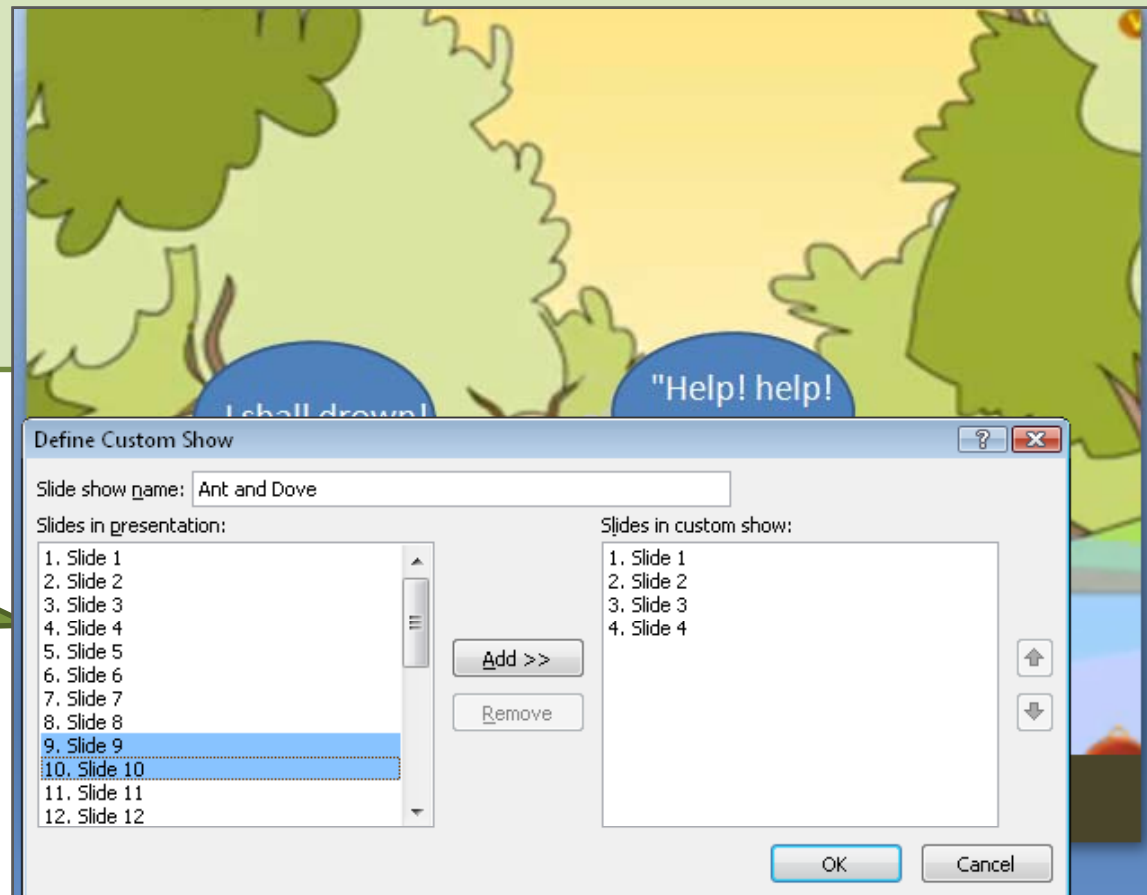 "Help! help!
I shall drown!
Define Custom Show
Slide show name: Ant and Dove
Slides in presentation:
1. Slide 1
2. Slide 2
3. Slide 3
4. Slide 4
5. Slide 5
6. Slide 6
7. Slide 7
8. Slide 8
9. Slide 9
10. Slide 10
11. Slide 11
12. Slide 12
Add >>
Remove
Slides in custom show:
1. Slide 1
2. Slide 2
3. Slide 3
4. Slide 4
OK
Cancel